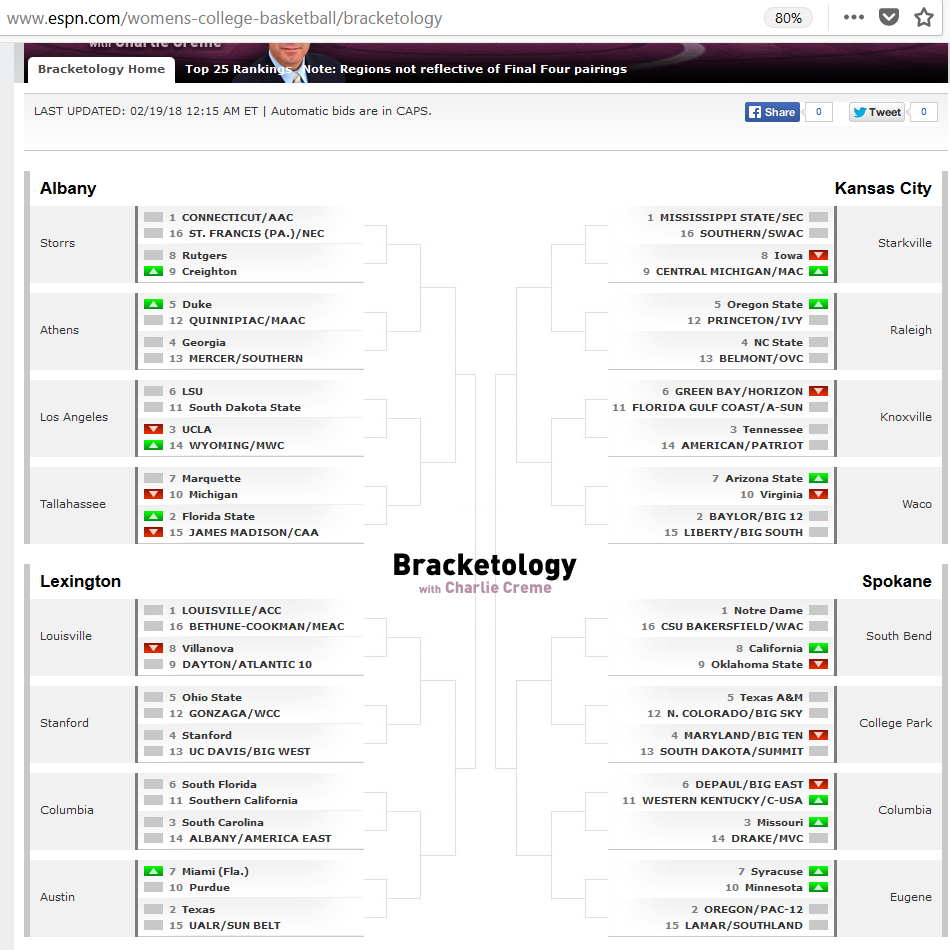 www.espn.com/womens-college-basketball/bracketology 80%
with Charlie Creme
Bracketology Home Top 25 Rankings Note: Regions not reflective of Final Four pairings
LAST UPDATED: 02/19/18 12:15 AM ET | Automatic bids are in CAPS.
Share 0 Tweet 0
Albany
Storrs
1 CONNECTICUT/AAC
16 ST. FRANCIS (PA.)/NEC
8 Rutgers
9 Creighton
Athens
5 Duke
12 QUINNIPIAC/MAAC
4 Georgia
13 MERCER/SOUTHERN
Los Angeles
6 LSU
11 South Dakota State
3 UCLA
14 WYOMING/MWC
Tallahassee
7 Marquette
10 Michigan
2 Florida State
15 JAMES MADISON/CAA
Kansas City
Starkville
1 MISSISSIPPI STATE/SEC
16 SOUTHERN/SWAC
8 Iowa
9 CENTRAL MICHIGAN/MAC
Raleigh
5 Oregon State
12 PRINCETON/IVY
4 NC State
13 BELMONT/OVC
Knoxville
6 GREEN BAY/HORIZON
11 FLORIDA GULF COAST/A-SUN
3 Tennessee
14 AMERICAN/PATRIOT
Waco
7 Arizona State
10 Virginia
2 BAYLOR/BIG 12
15 LIBERTY/BIG SOUTH
Bracketology
with Charlie Creme
Lexington
Louisville
1 LOUISVILLE/ACC
16 BETHUNE-COOKMAN/MEAC
8 Villanova
9 DAYTON/ATLANTIC 10
Stanford
5 Ohio State
12 GONZAGA/WCC
4 Stanford
13 UC DAVIS/BIG WEST
Columbia
6 South Florida
11 Southern California
3 South Carolina
14 ALBANY/AMERICA EAST
Austin
7 Miami (Fla.)
10 Purdue
2 Texas
15 UALR/SUN BELT
Spokane
South Bend
1 Notre Dame
16 CSU BAKERSFIELD/WAC
8 California
9 Oklahoma State
College Park
5 Texas A&M
12 N. COLORADO/BIG SKY
4 MARYLAND/BIG TEN
13 SOUTH DAKOTA/SUMMIT
Columbia
6 DEPAUL/BIG EAST
11 WESTERN KENTUCKY/C-USA
3 Missouri
14 DRAKE/MVC
Eugene
7 Syracuse
10 Minnesota
2 OREGON/PAC-12
15 LAMAR/SOUTHLAND